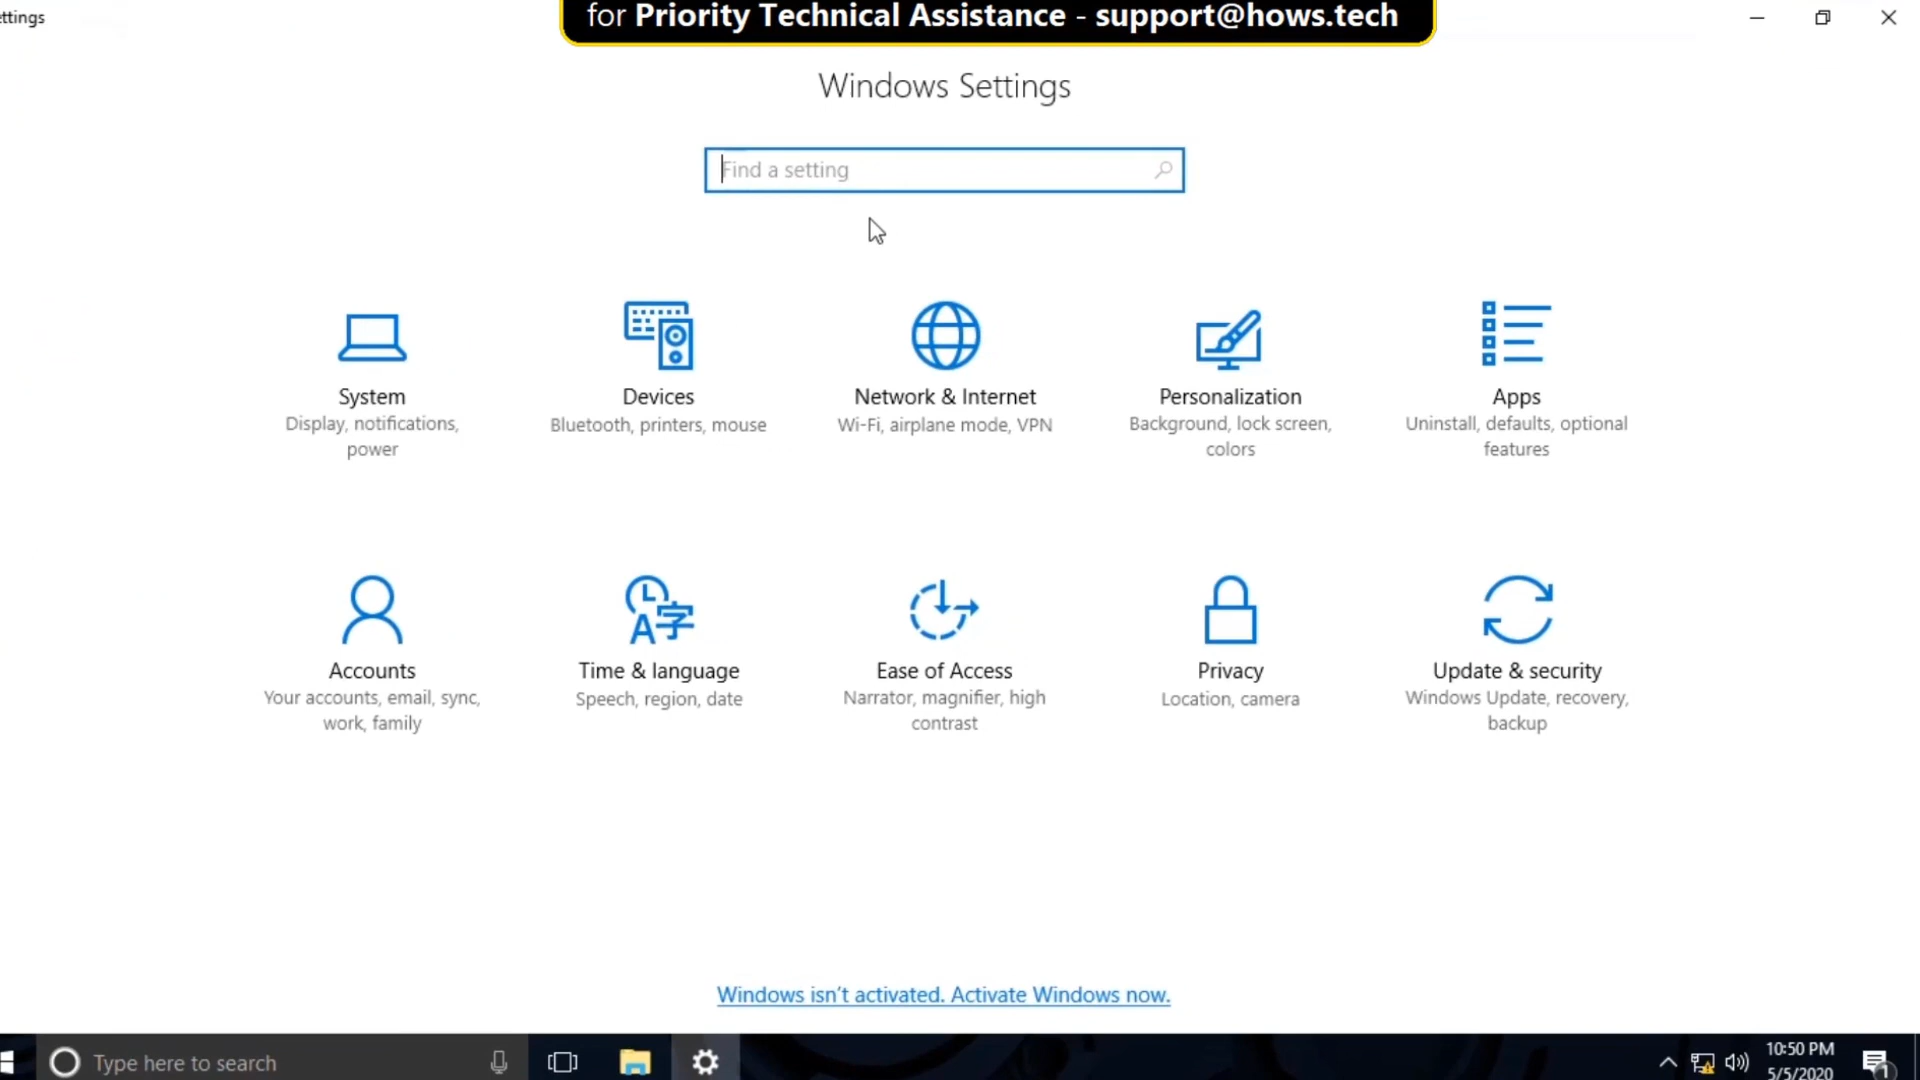 ettings
for Priority Technical Assistance - support@hows.tech
Windows Settings
Find a setting
System
Display, notifications,
power
Devices
Bluetooth, printers, mouse
Network & Internet
Wi-Fi, airplane mode, VPN
Personalization
Background, lock screen,
colors
Apps
Uninstall, defaults, optional
features
Accounts
Your accounts, email, sync,
work, family
Time & language
Speech, region, date
Ease of Access
Narrator, magnifier, high
contrast
Privacy
Location, camera
Update & security
Windows Update, recovery,
backup
Windows isn't activated. Activate Windows now.
Type here to search
10:50 PM
5/5/2020
1